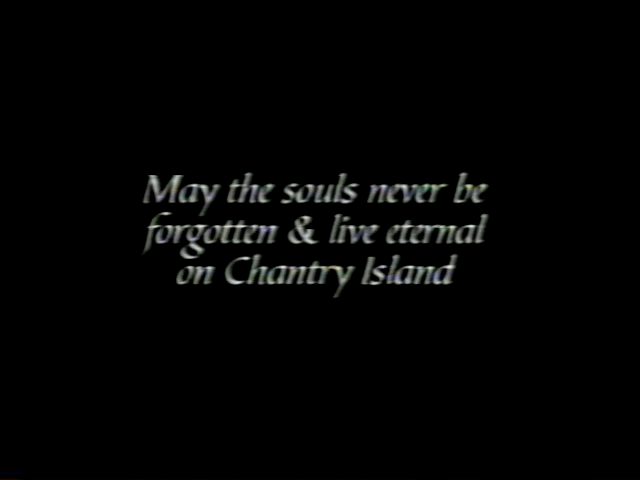 May the souls never be
forgotten & live eternal
on Chantry Island